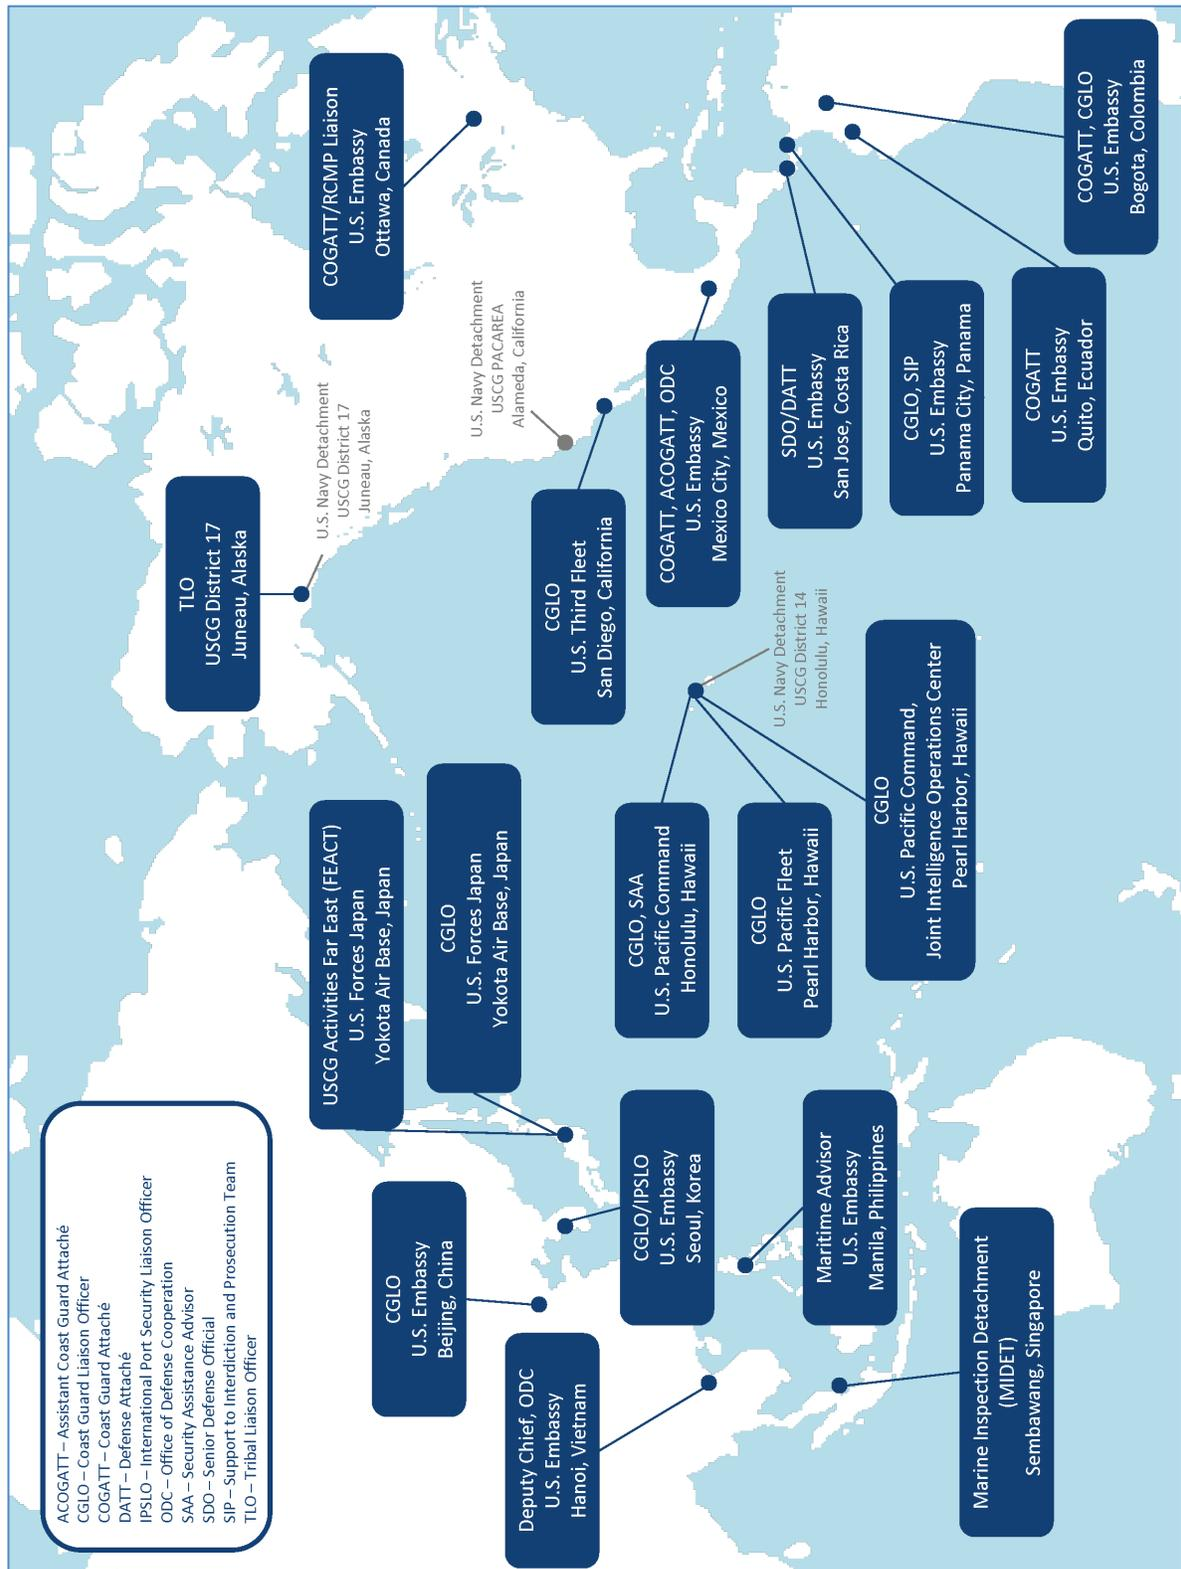 ACOGATT – Assistant Coast Guard Attaché
CGLO – Coast Guard Liaison Officer
COGATT – Coast Guard Attaché
DATT – Defense Attaché
IPSLO – International Port Security Liaison Officer
ODC – Office of Defense Cooperation
SAA – Security Assistance Advisor
SDO – Senior Defense Official
SIP – Support to Interdiction and Prosecution Team
TLO – Tribal Liaison Officer
TLO
USCG District 17
Juneau, Alaska
U.S. Navy Detachment
USCG District 17
Juneau, Alaska
COGATT/RCMP Liaison
U.S. Embassy
Ottawa, Canada
USCG Activities Far East (FEACT)
U.S. Forces Japan
Yokota Air Base, Japan
CGLO
U.S. Forces Japan
Yokota Air Base, Japan
CGLO
U.S. Embassy
Beijing, China
U.S. Navy Detachment
USCG PACAREA
Alameda, California
Deputy Chief, ODC
U.S. Embassy
Hanoi, Vietnam
CGLO
U.S. Third Fleet
San Diego, California
CGLO/IPSLO
U.S. Embassy
Seoul, Korea
CGLO, SAA
U.S. Pacific Command
Honolulu, Hawaii
COGATT, ACOGATT, ODC
U.S. Embassy
Mexico City, Mexico
CGLO
U.S. Pacific Fleet
Pearl Harbor, Hawaii
U.S. Navy Detachment
USCG District 14
Honolulu, Hawaii
SDO/DATT
U.S. Embassy
San Jose, Costa Rica
Maritime Advisor
U.S. Embassy
Manila, Philippines
CGLO
U.S. Pacific Command,
Joint Intelligence Operations Center
Pearl Harbor, Hawaii
CGLO, SIP
U.S. Embassy
Panama City, Panama
Marine Inspection Detachment
(MIDET)
Sembawang, Singapore
COGATT
U.S. Embassy
Quito, Ecuador
COGATT, CGLO
U.S. Embassy
Bogota, Colombia